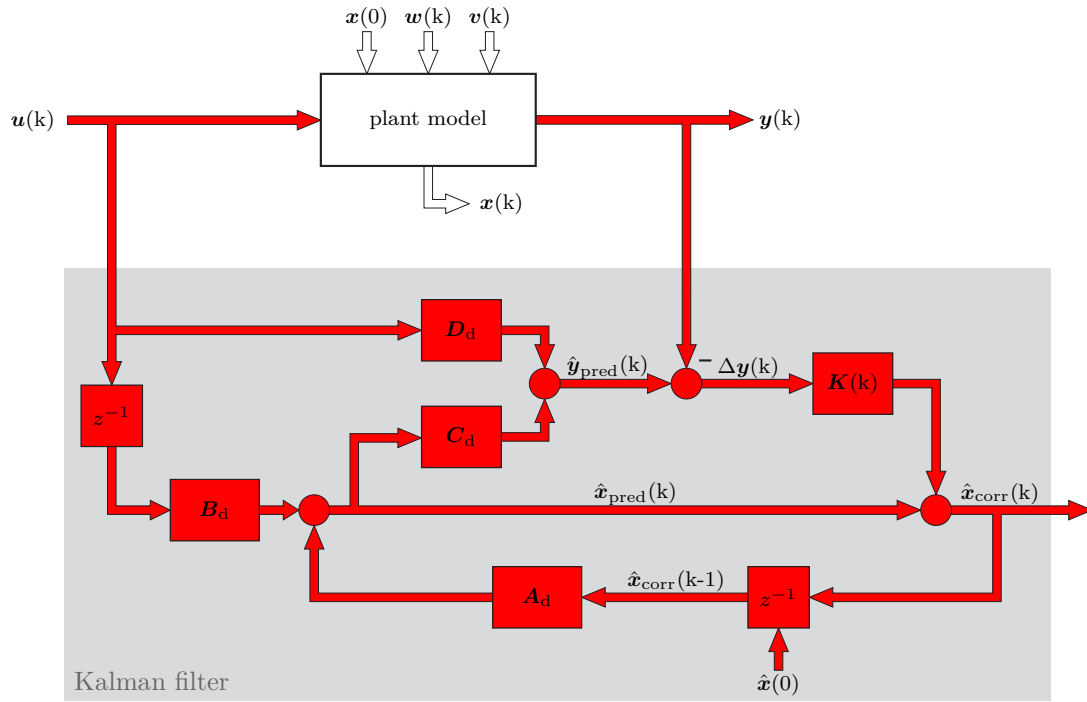 x(0) w(k) v(k)
u(k) plant model y(k)
x(k)
D_d
ŷ_pred(k) − Δy(k) K(k)
z⁻¹
C_d
B_d x̂_pred(k) x̂_corr(k)
A_d x̂_corr(k-1) z⁻¹
Kalman filter x̂(0)